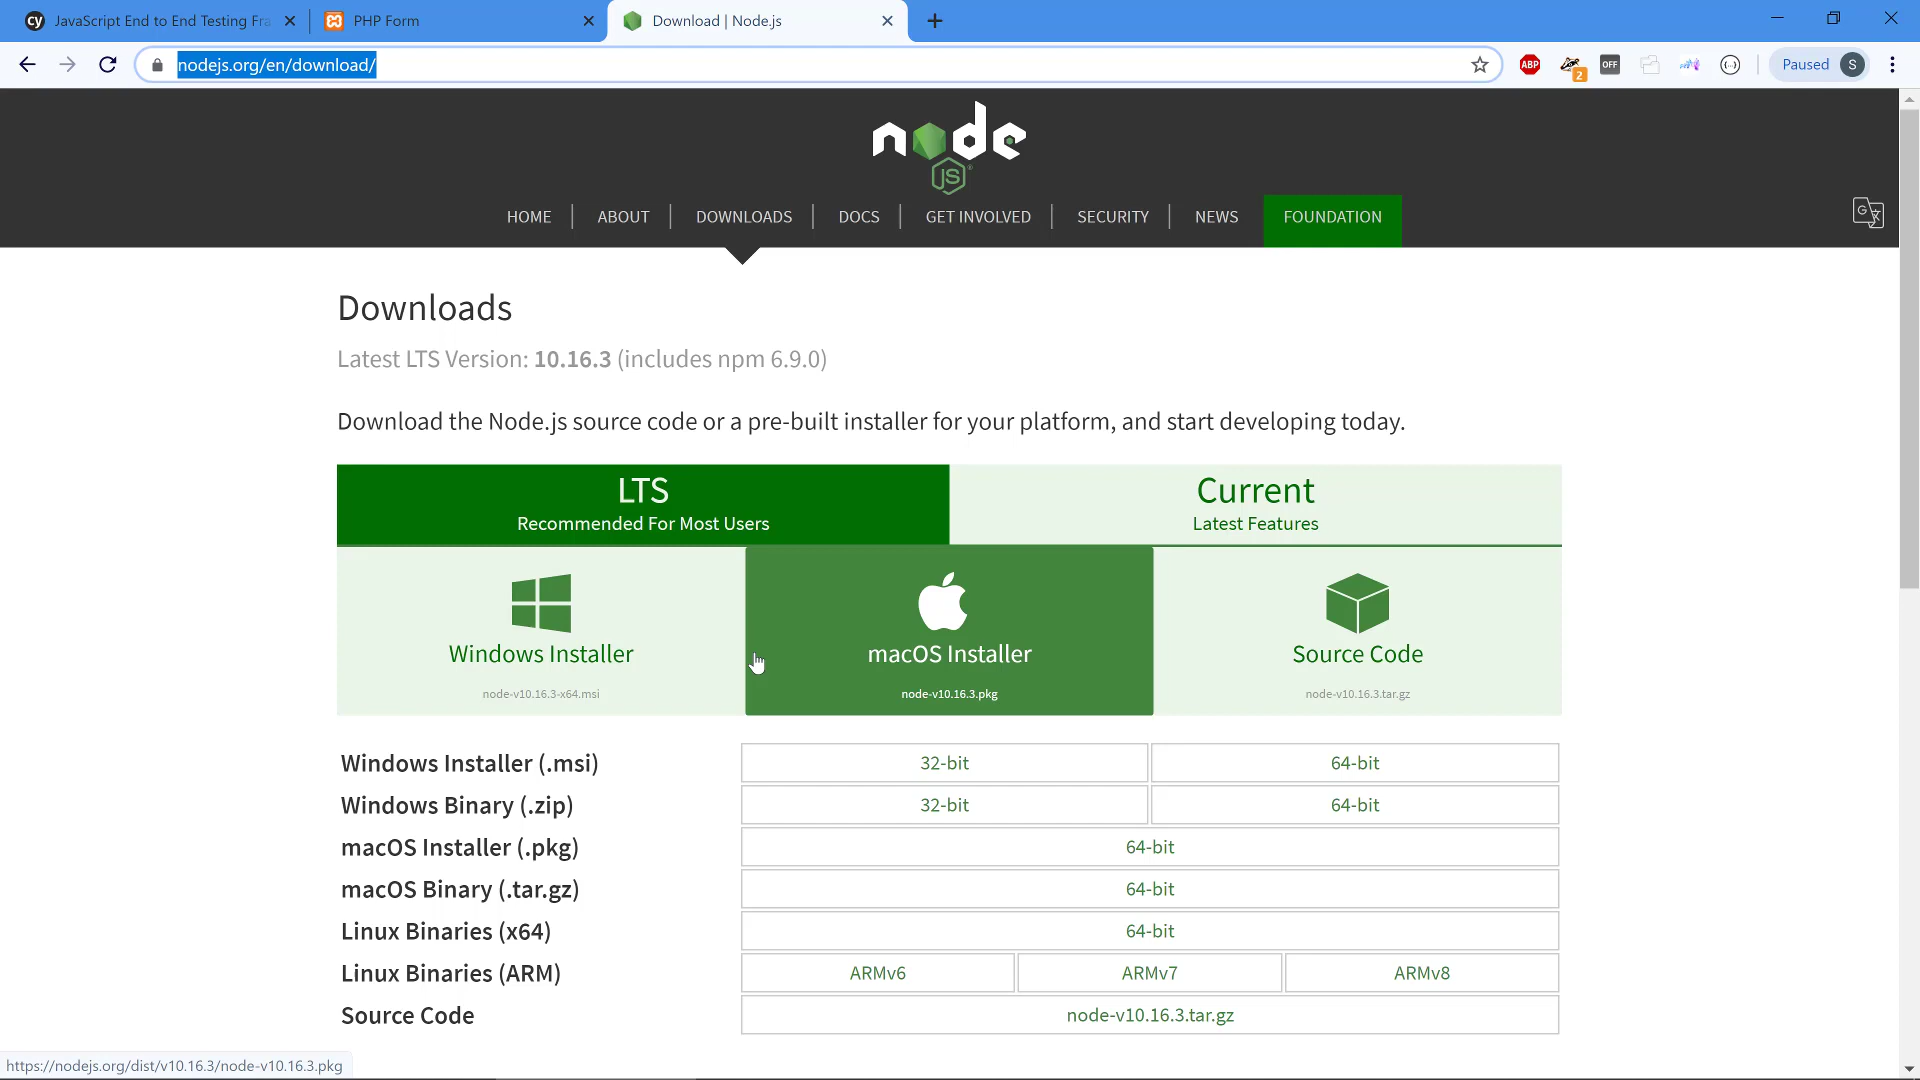 cy JavaScript End to End Testing Fra
PHP Form
Download | Node.js
nodejs.org/en/download/
ABP
2
OFF
Paused S
node
JS
HOME
ABOUT
DOWNLOADS
DOCS
GET INVOLVED
SECURITY
NEWS
FOUNDATION
Downloads
Latest LTS Version: 10.16.3 (includes npm 6.9.0)
Download the Node.js source code or a pre-built installer for your platform, and start developing today.
LTS
Recommended For Most Users
Current
Latest Features
Windows Installer
node-v10.16.3-x64.msi
macOS Installer
node-v10.16.3.pkg
Source Code
node-v10.16.3.tar.gz
Windows Installer (.msi) 32-bit 64-bit
Windows Binary (.zip) 32-bit 64-bit
macOS Installer (.pkg) 64-bit
macOS Binary (.tar.gz) 64-bit
Linux Binaries (x64) 64-bit
Linux Binaries (ARM) ARMv6 ARMv7 ARMv8
Source Code node-v10.16.3.tar.gz
https://nodejs.org/dist/v10.16.3/node-v10.16.3.pkg